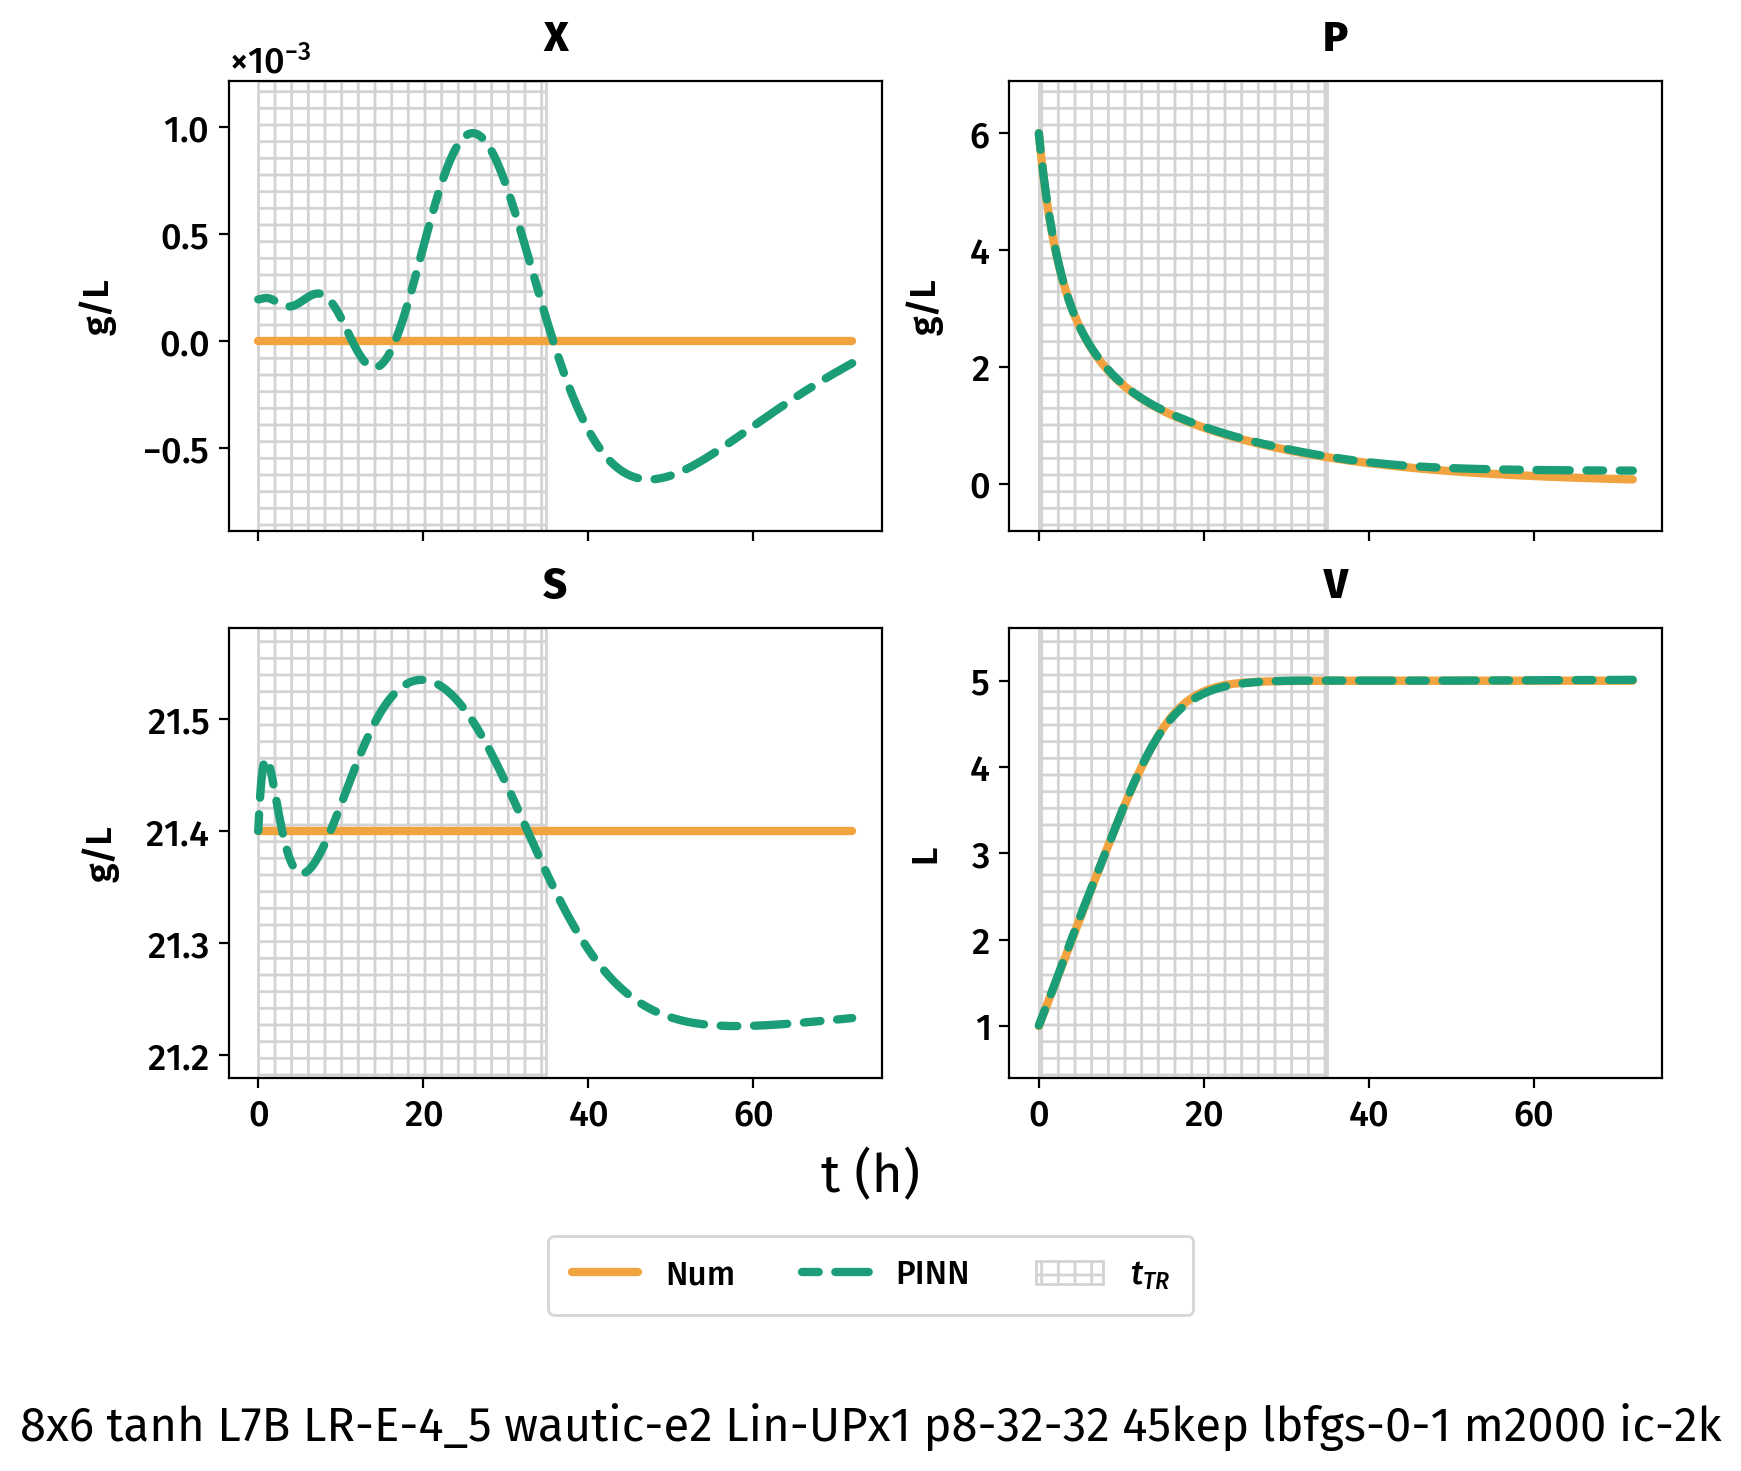 X
×10⁻³
1.0
0.5
0.0
−0.5
g/L
P
6
4
2
0
g/L
S
21.5
21.4
21.3
21.2
g/L
0 20 40 60
V
5
4
3
2
1
L
0 20 40 60
t (h)
Num PINN t_TR
8x6 tanh L7B LR-E-4_5 wautic-e2 Lin-UPx1 p8-32-32 45kep lbfgs-0-1 m2000 ic-2k